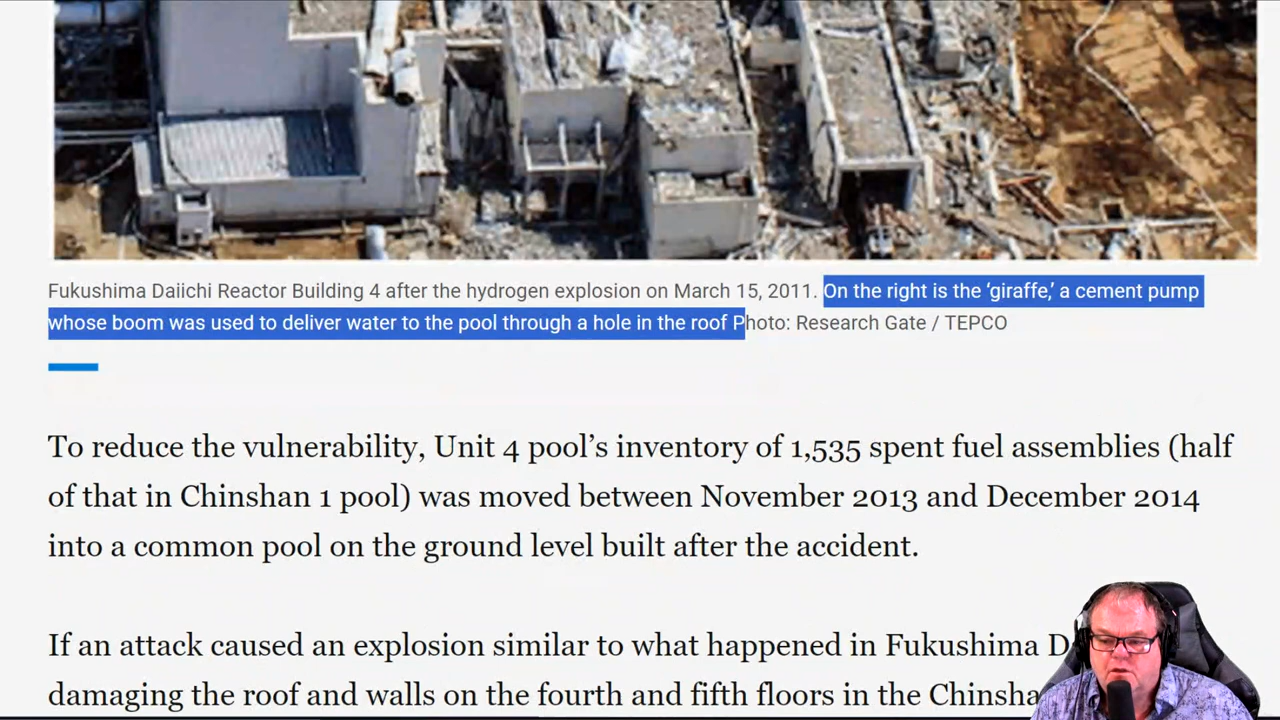 Fukushima Daiichi Reactor Building 4 after the hydrogen explosion on March 15, 2011. On the right is the ‘giraffe,’ a cement pump
whose boom was used to deliver water to the pool through a hole in the roof Photo: Research Gate / TEPCO
To reduce the vulnerability, Unit 4 pool’s inventory of 1,535 spent fuel assemblies (half
of that in Chinshan 1 pool) was moved between November 2013 and December 2014
into a common pool on the ground level built after the accident.
If an attack caused an explosion similar to what happened in Fukushima D
damaging the roof and walls on the fourth and fifth floors in the Chinsha